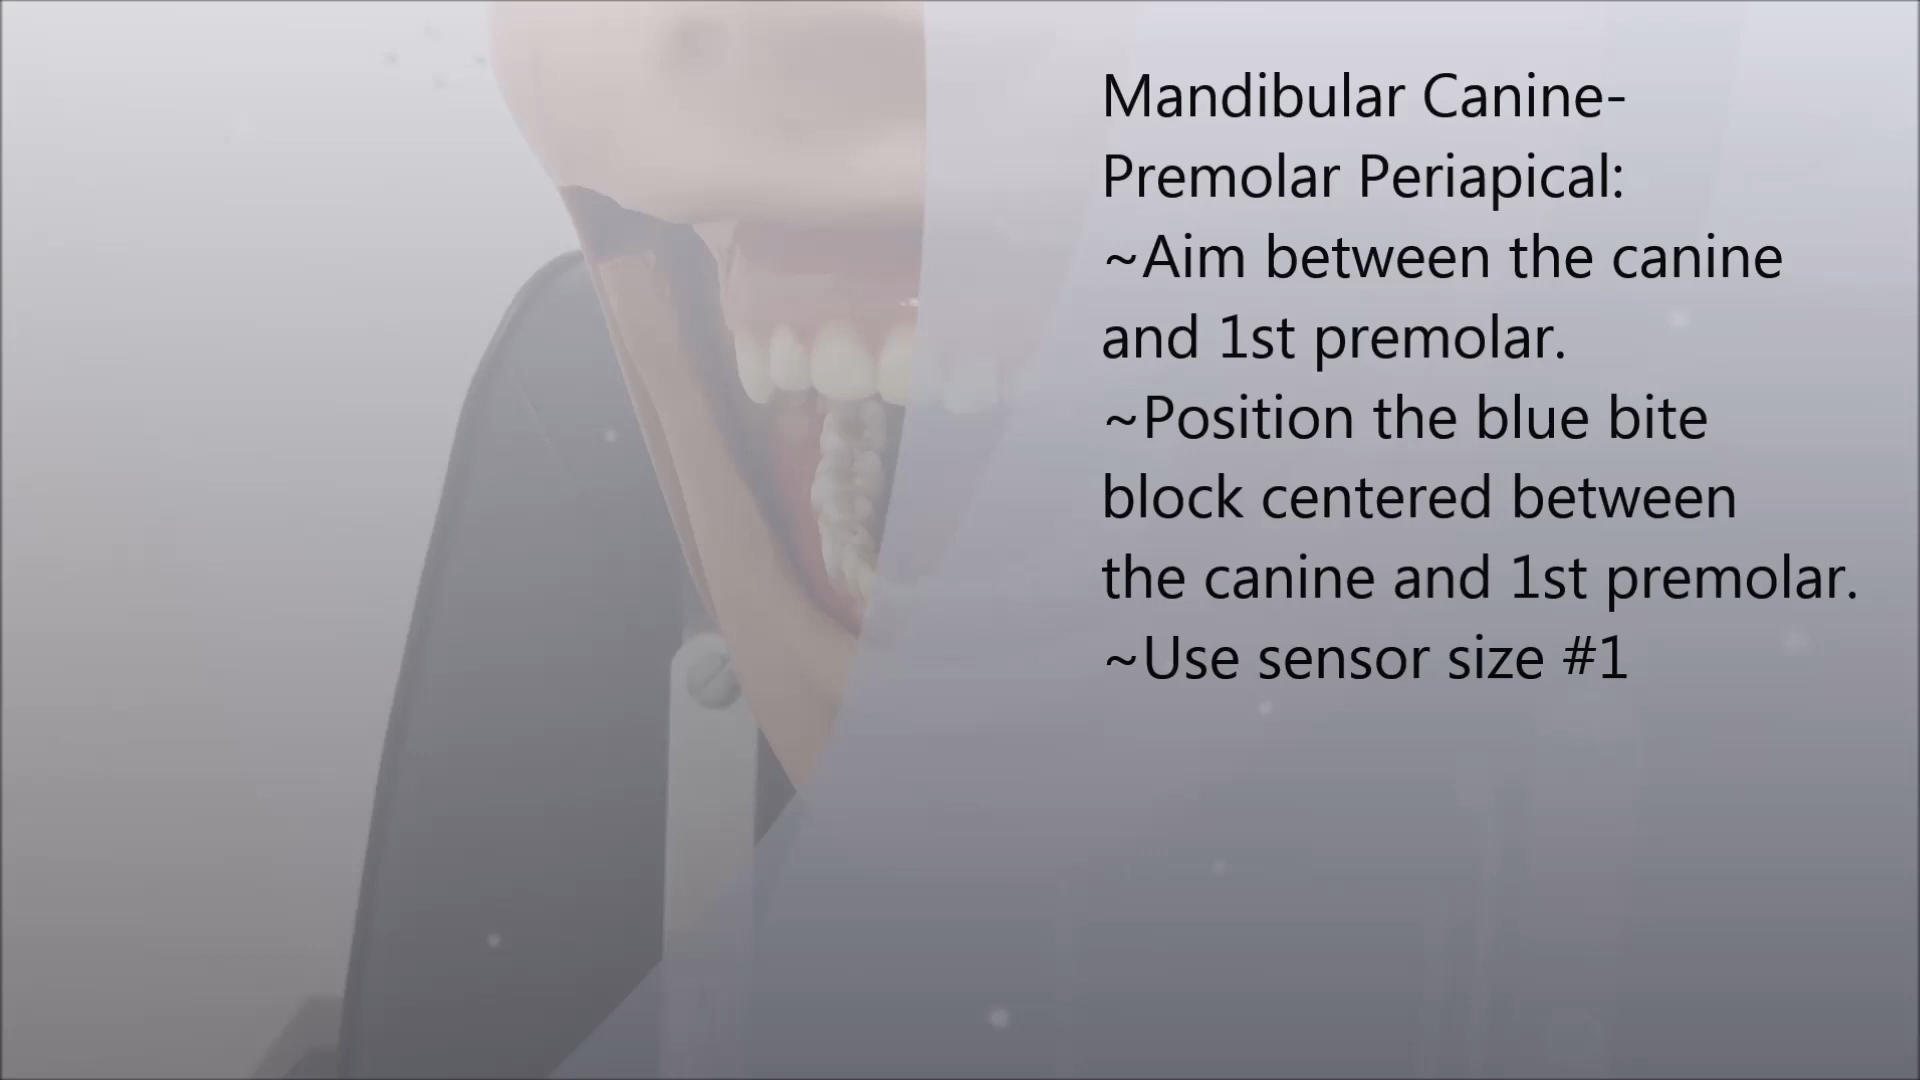 Mandibular Canine-
Premolar Periapical:
~Aim between the canine
and 1st premolar.
~Position the blue bite
block centered between
the canine and 1st premolar.
~Use sensor size #1